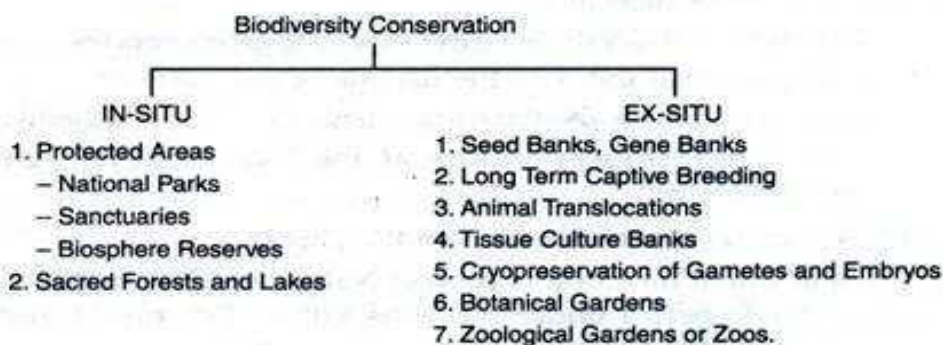 Biodiversity Conservation
IN-SITU
1. Protected Areas
– National Parks
– Sanctuaries
– Biosphere Reserves
2. Sacred Forests and Lakes
EX-SITU
1. Seed Banks, Gene Banks
2. Long Term Captive Breeding
3. Animal Translocations
4. Tissue Culture Banks
5. Cryopreservation of Gametes and Embryos
6. Botanical Gardens
7. Zoological Gardens or Zoos.